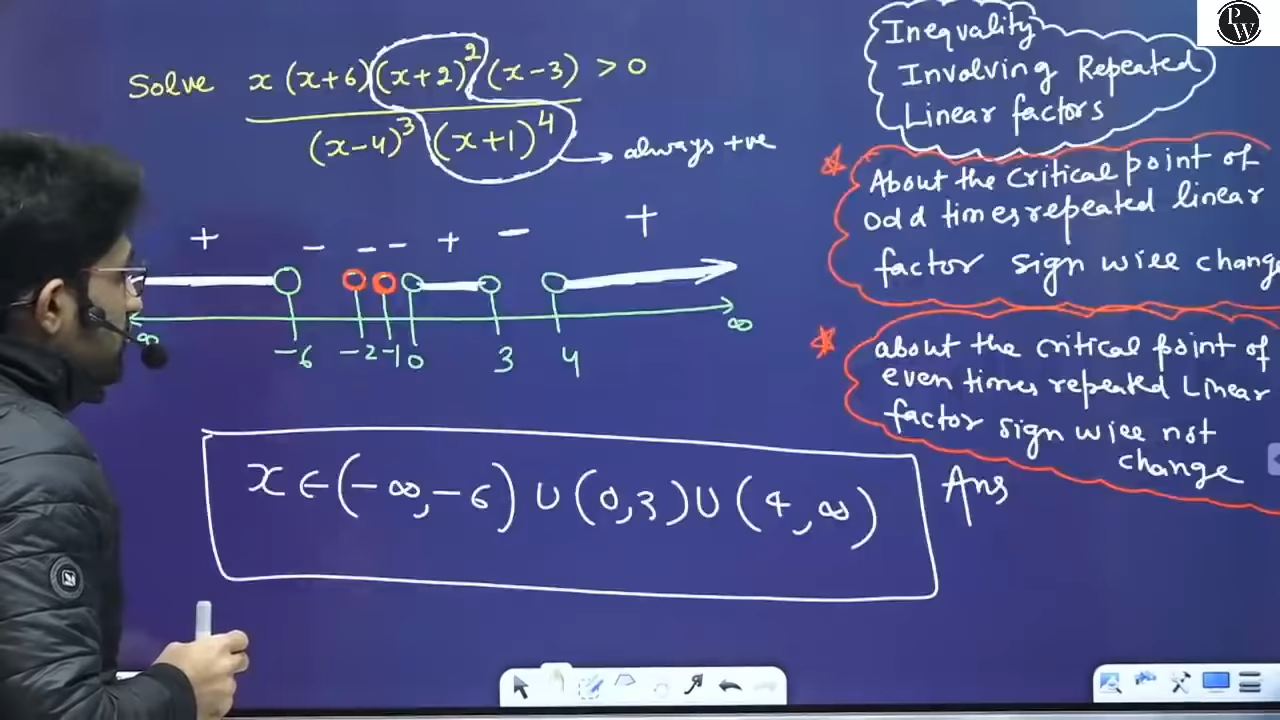 Solve x (x+6)(x+2)² (x-3) > 0
(x-4)³ (x+1)⁴ → always +ve
+ - - - + - +
-6 -2 -1 0 3 4
∞ ∞
x ∈ (-∞, -6) ∪ (0,3) ∪ (4, ∞) Ans
PW
Inequality
Involving Repeated
Linear factors
About the Critical point of
odd times repeated linear
factor sign will change
about the critical point of
even times repeated Linear
factor sign will not
change